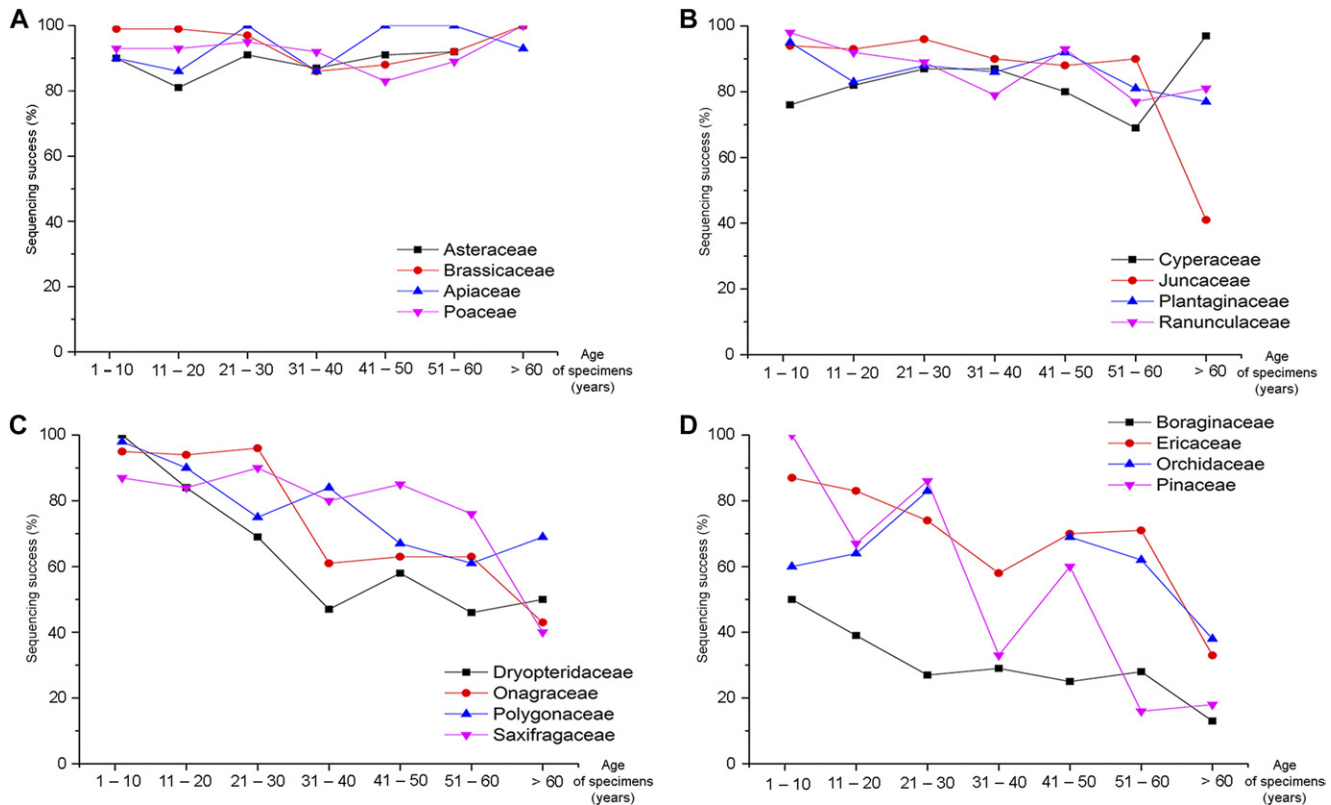 A
Sequencing success (%)
100
80
60
40
20
0
Asteraceae
Brassicaceae
Apiaceae
Poaceae
1 – 10 11 – 20 21 – 30 31 – 40 41 – 50 51 – 60 > 60
Age
of specimens
(years)
B
Sequencing success (%)
100
80
60
40
20
0
Cyperaceae
Juncaceae
Plantaginaceae
Ranunculaceae
1 – 10 11 – 20 21 – 30 31 – 40 41 – 50 51 – 60 > 60
Age
of specimens
(years)
C
Sequencing success (%)
100
80
60
40
20
0
Dryopteridaceae
Onagraceae
Polygonaceae
Saxifragaceae
1 – 10 11 – 20 21 – 30 31 – 40 41 – 50 51 – 60 > 60
Age
of specimens
(years)
D
Boraginaceae
Ericaceae
Orchidaceae
Pinaceae
Sequencing success (%)
100
80
60
40
20
0
1 – 10 11 – 20 21 – 30 31 – 40 41 – 50 51 – 60 > 60
Age
of specimens
(years)